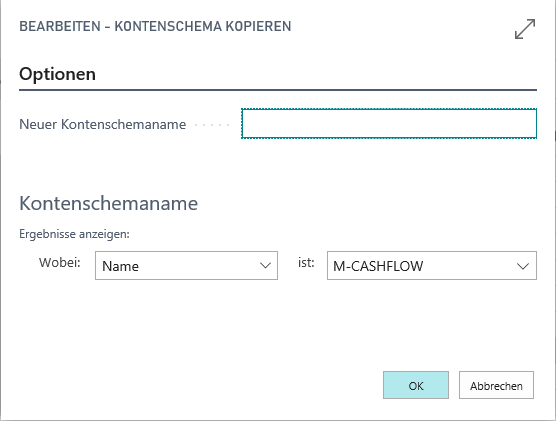 BEARBEITEN - KONTENSCHEMA KOPIEREN
Optionen
Neuer Kontenschemaname
Kontenschemaname
Ergebnisse anzeigen:
Wobei: Name ist: M-CASHFLOW
OK Abbrechen